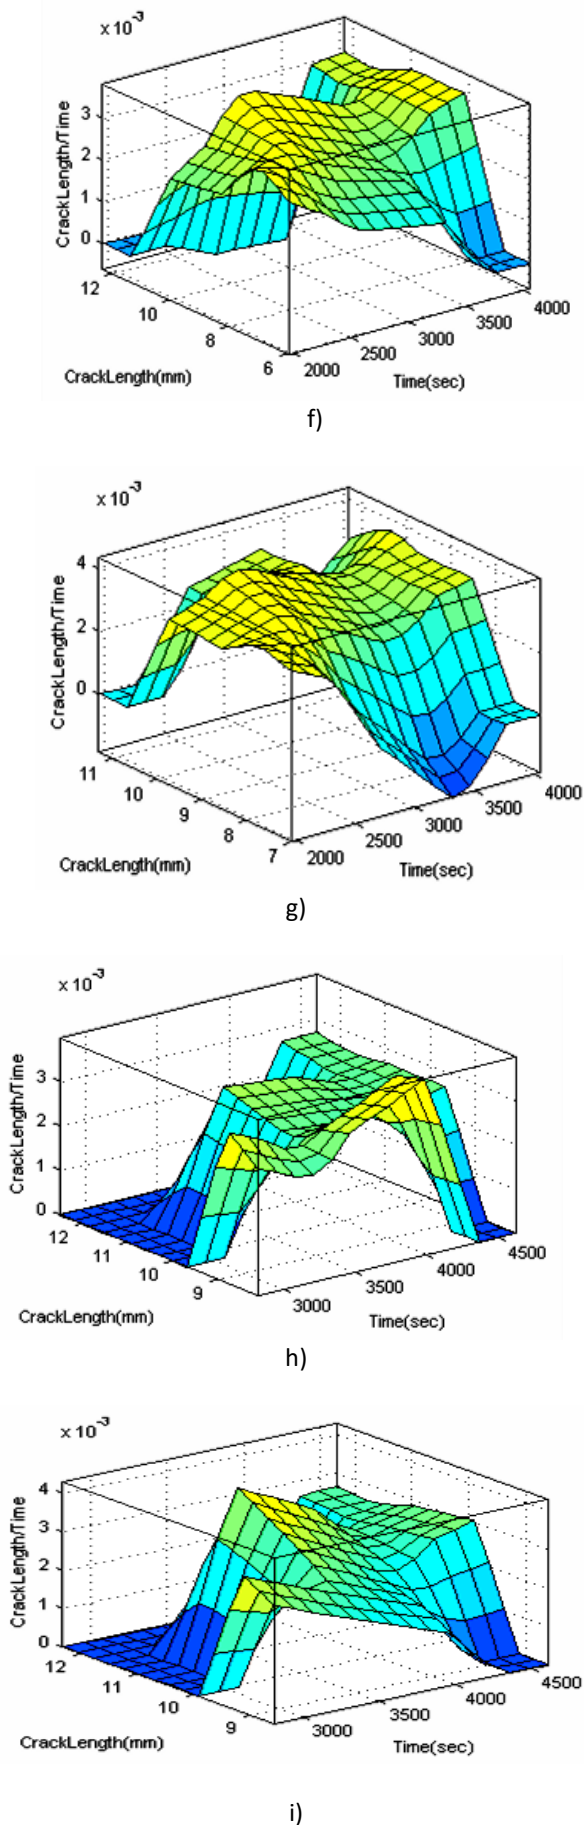 x 10-3
3
2
1
0
CrackLength/Time
12
10
8
6
CrackLength(mm)
2000
2500
3000
3500
4000
Time(sec)
f)
x 10-3
4
2
0
CrackLength/Time
11
10
9
8
7
CrackLength(mm)
2000
2500
3000
3500
4000
Time(sec)
g)
x 10-3
3
2
1
0
CrackLength/Time
12
11
10
9
CrackLength(mm)
3000
3500
4000
4500
Time(sec)
h)
x 10-3
4
3
2
1
0
CrackLength/Time
12
11
10
9
CrackLength(mm)
3000
3500
4000
4500
Time(sec)
i)